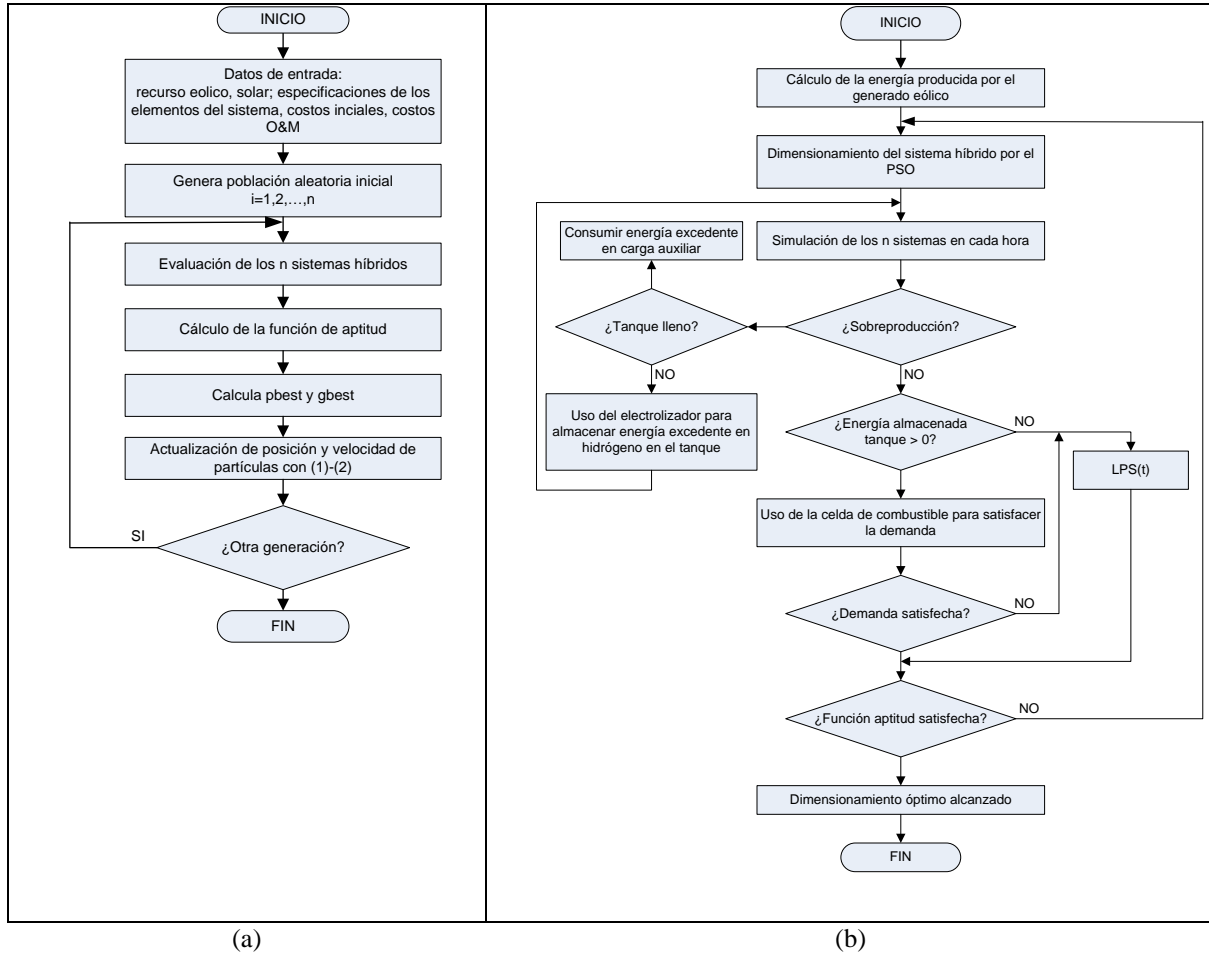 INICIO
Datos de entrada:
recurso eolico, solar; especificaciones de los
elementos del sistema, costos inciales, costos
O&M
Genera población aleatoria inicial
i=1,2,…,n
Evaluación de los n sistemas híbridos
Cálculo de la función de aptitud
Calcula pbest y gbest
Actualización de posición y velocidad de
partículas con (1)-(2)
SI
¿Otra generación?
FIN
(a)
INICIO
Cálculo de la energía producida por el
generado eólico
Dimensionamiento del sistema híbrido por el
PSO
Consumir energía excedente
en carga auxiliar
Simulación de los n sistemas en cada hora
¿Tanque lleno?
¿Sobreproducción?
NO
NO
Uso del electrolizador para
almacenar energía excedente en
hidrógeno en el tanque
¿Energía almacenada
tanque > 0?
NO
LPS(t)
Uso de la celda de combustible para satisfacer
la demanda
¿Demanda satisfecha?
NO
¿Función aptitud satisfecha?
NO
Dimensionamiento óptimo alcanzado
FIN
(b)